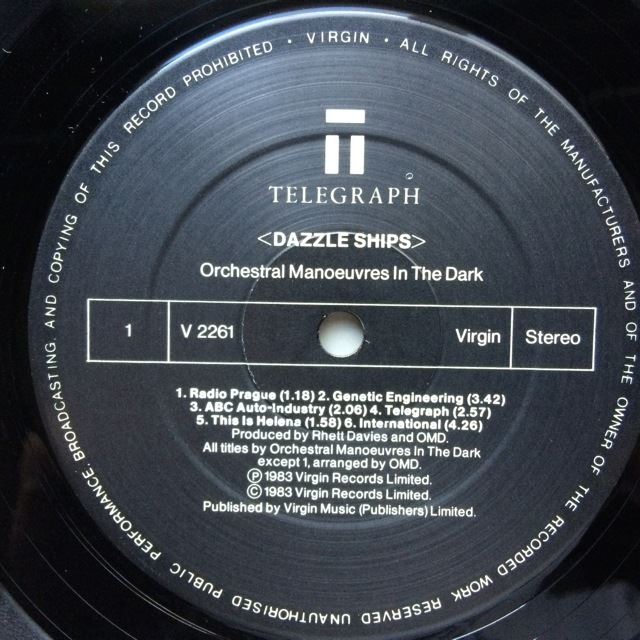 · VIRGIN · ALL RIGHTS OF THE MANUFACTURERS AND OF THE OWNER OF THE RECORDED WORK RESERVED UNAUTHORISED PUBLIC PERFORMANCE BROADCASTING AND COPYING OF THIS RECORD PROHIBITED
TELEGRAPH
<DAZZLE SHIPS>
Orchestral Manoeuvres In The Dark
1 V 2261 Virgin Stereo
1. Radio Prague (1.18) 2. Genetic Engineering (3.42)
3. ABC Auto-Industry (2.06) 4. Telegraph (2.57)
5. This Is Helena (1.58) 6. International (4.26)
Produced by Rhett Davies and OMD.
All titles by Orchestral Manoeuvres In The Dark
except 1, arranged by OMD.
Ⓟ 1983 Virgin Records Limited.
© 1983 Virgin Records Limited.
Published by Virgin Music (Publishers) Limited.